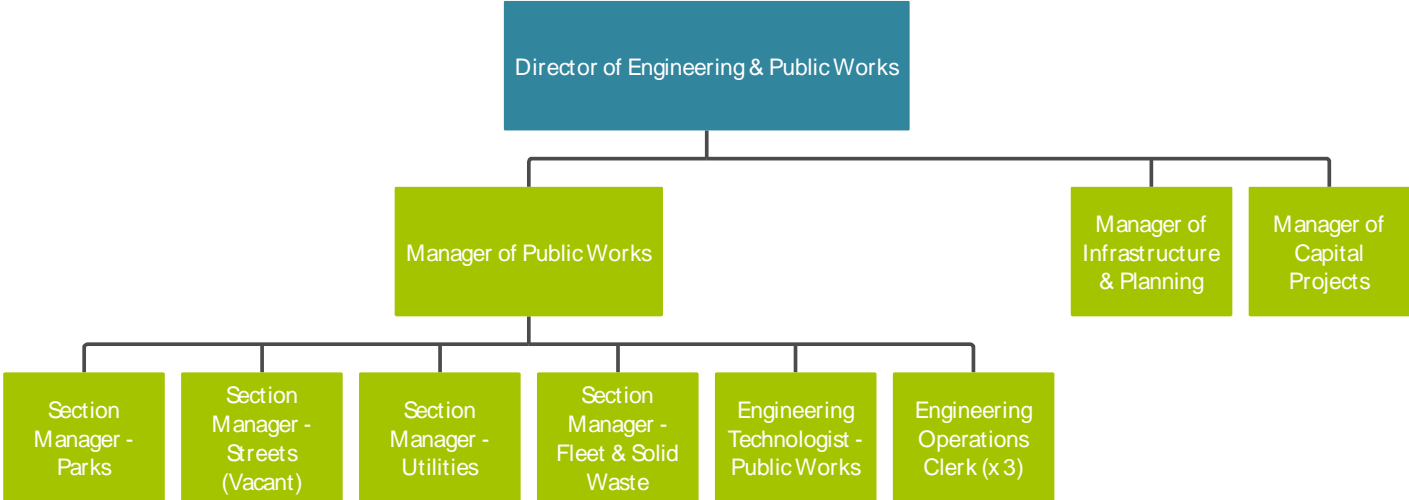 Director of Engineering & Public Works
Manager of Public Works
Manager of
Infrastructure
& Planning
Manager of
Capital
Projects
Section
Manager -
Parks
Section
Manager -
Streets
(Vacant)
Section
Manager -
Utilities
Section
Manager -
Fleet & Solid
Waste
Engineering
Technologist -
Public Works
Engineering
Operations
Clerk (x 3)